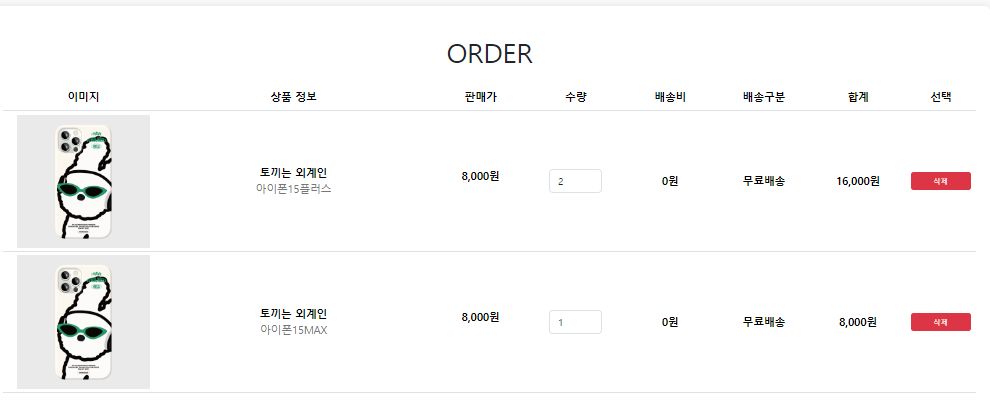 ORDER
이미지 상품 정보 판매가 수량 배송비 배송구분 합계 선택
토끼는 외계인
아이폰15플러스
8,000원 2 0원 무료배송 16,000원 삭제
토끼는 외계인
아이폰15MAX
8,000원 1 0원 무료배송 8,000원 삭제